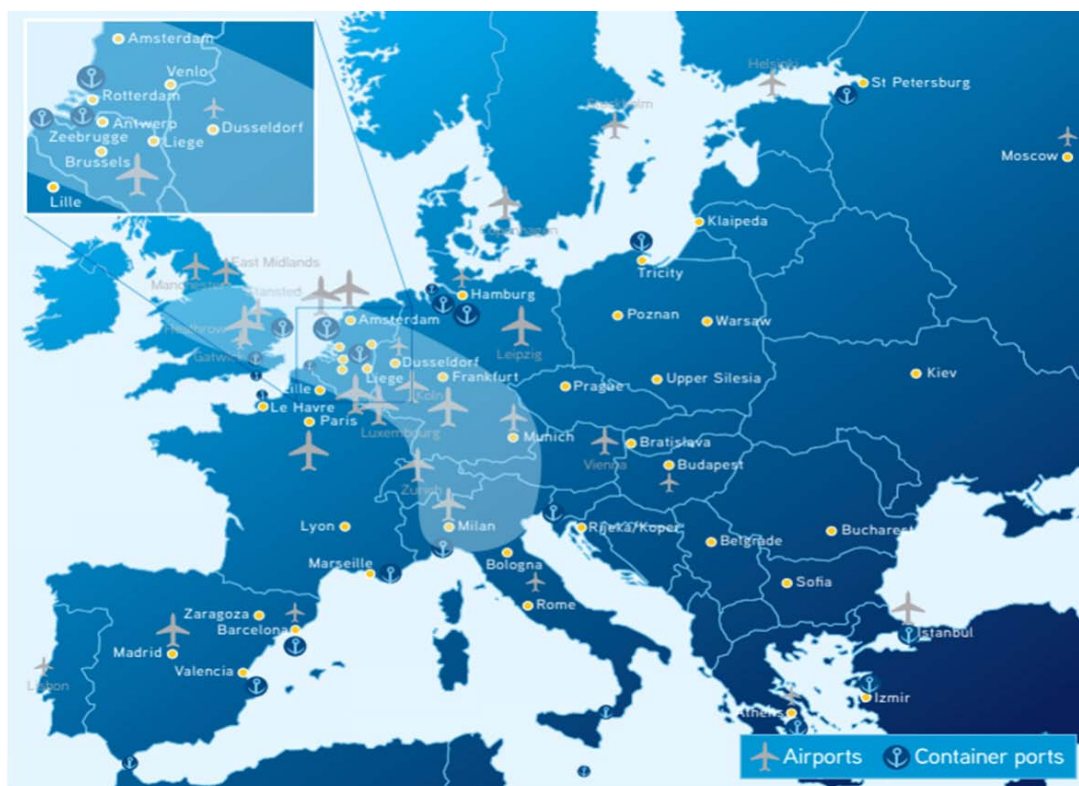 Amsterdam
Venlo
Rotterdam
Antwerp
Dusseldorf
Zeebrugge
Liege
Brussels
Lille
Helsinki
St Petersburg
Stockholm
Moscow
Copenhagen
Klaipeda
Tricity
East Midlands
Manchester
Stansted
Hamburg
Heathrow
Amsterdam
Poznan
Warsaw
Gatwick
Leipzig
Dusseldorf
Liege
Frankfurt
Kiev
Lille
Koln
Prague
Upper Silesia
Le Havre
Paris
Luxembourg
Munich
Vienna
Bratislava
Budapest
Zurich
Lyon
Milan
Rijeka/Koper
Bucharest
Belgrade
Marseille
Bologna
Sofia
Zaragoza
Rome
Barcelona
Istanbul
Madrid
Valencia
Lisbon
Izmir
Athens
Airports
Container ports